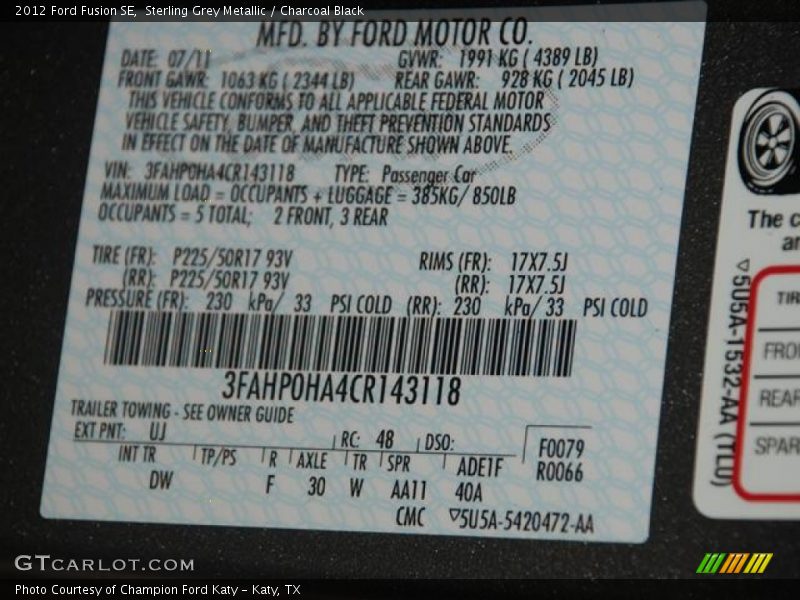 2012 Ford Fusion SE, Sterling Grey Metallic / Charcoal Black
MFD. BY FORD MOTOR CO.
DATE: 07/11 GVWR: 1991 KG ( 4389 LB)
FRONT GAWR: 1063 KG ( 2344 LB) REAR GAWR: 928 KG ( 2045 LB)
THIS VEHICLE CONFORMS TO ALL APPLICABLE FEDERAL MOTOR
VEHICLE SAFETY, BUMPER, AND THEFT PREVENTION STANDARDS
IN EFFECT ON THE DATE OF MANUFACTURE SHOWN ABOVE.
VIN: 3FAHP0HA4CR143118 TYPE: Passenger Car
MAXIMUM LOAD = OCCUPANTS + LUGGAGE = 385KG/ 850LB
OCCUPANTS = 5 TOTAL; 2 FRONT, 3 REAR
TIRE (FR): P225/50R17 93V RIMS (FR): 17X7.5J
(RR): P225/50R17 93V (RR): 17X7.5J
PRESSURE (FR): 230 kPa/ 33 PSI COLD (RR): 230 kPa/ 33 PSI COLD
3FAHP0HA4CR143118
TRAILER TOWING - SEE OWNER GUIDE
EXT PNT: UJ RC: 48 DSO: F0079
INT TR TP/PS R AXLE TR SPR ADE1F R0066
DW F 30 W AA11 40A
CMC ▽5U5A-5420472-AA
The c
an
▽5U5A-1532-AA (TLU)
TIR
FRO
REAR
SPAR
GTCARLOT.COM
Photo Courtesy of Champion Ford Katy - Katy, TX